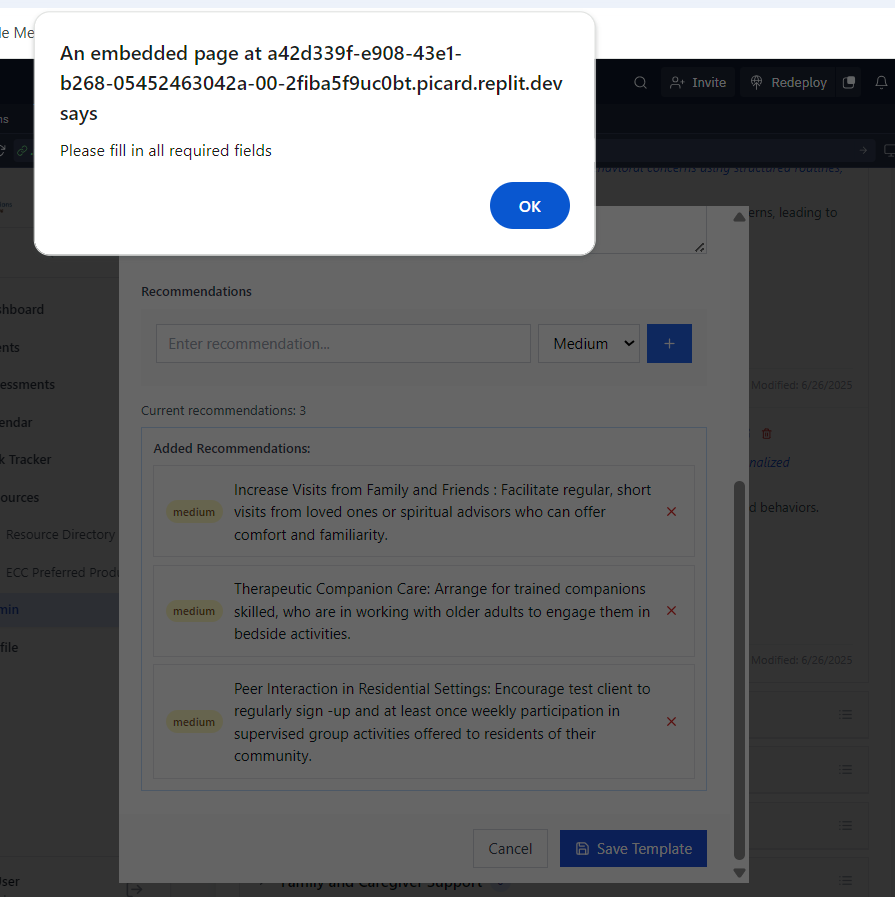 le Me
An embedded page at a42d339f-e908-43e1-
b268-05452463042a-00-2fiba5f9uc0bt.picard.replit.dev
says
Please fill in all required fields
OK
Invite
Redeploy
ns
behavioral concerns using structured routines,
erns, leading to
Recommendations
Enter recommendation...
Medium
+
Modified: 6/26/2025
Current recommendations: 3
nalized
d behaviors.
Added Recommendations:
medium
Increase Visits from Family and Friends : Facilitate regular, short
visits from loved ones or spiritual advisors who can offer
comfort and familiarity.
medium
Therapeutic Companion Care: Arrange for trained companions
skilled, who are in working with older adults to engage them in
bedside activities.
Modified: 6/26/2025
medium
Peer Interaction in Residential Settings: Encourage test client to
regularly sign -up and at least once weekly participation in
supervised group activities offered to residents of their
community.
Cancel
Save Template
Family and Caregiver Support
shboard
ents
essments
endar
k Tracker
ources
Resource Directory
ECC Preferred Prod
min
file
User